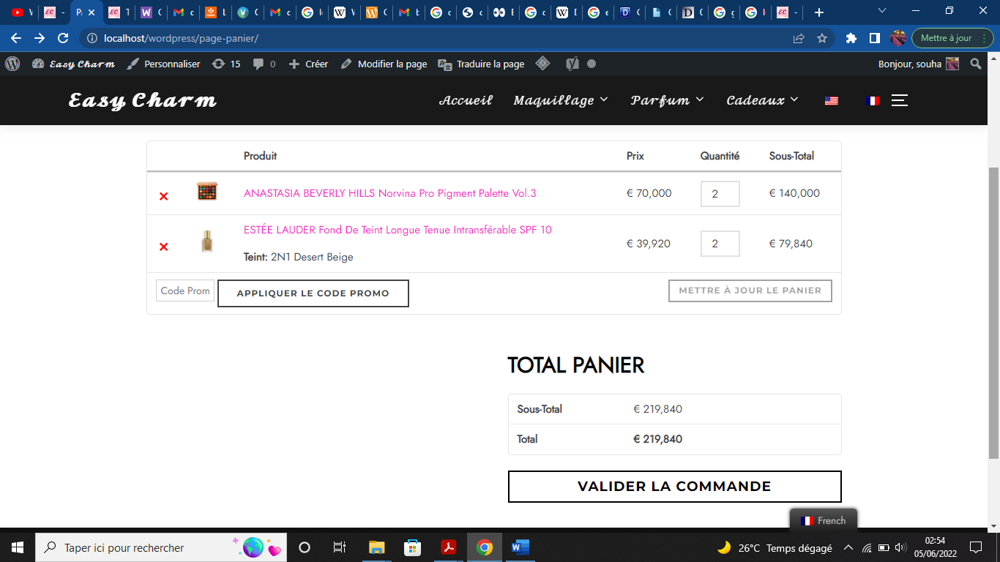 localhost/wordpress/page-panier/
Mettre à jour
Easy Charm Personnaliser 15 0 Créer Modifier la page Traduire la page Bonjour, souha
Easy Charm Accueil Maquillage Parfum Cadeaux
Produit Prix Quantité Sous-Total
ANASTASIA BEVERLY HILLS Norvina Pro Pigment Palette Vol.3 € 70,000 2 € 140,000
ESTÉE LAUDER Fond De Teint Longue Tenue Intransférable SPF 10
€ 39,920 2 € 79,840
Teint: 2N1 Desert Beige
Code Prom APPLIQUER LE CODE PROMO METTRE À JOUR LE PANIER
TOTAL PANIER
Sous-Total € 219,840
Total € 219,840
VALIDER LA COMMANDE
French
Taper ici pour rechercher 26°C Temps dégagé 02:54
05/06/2022